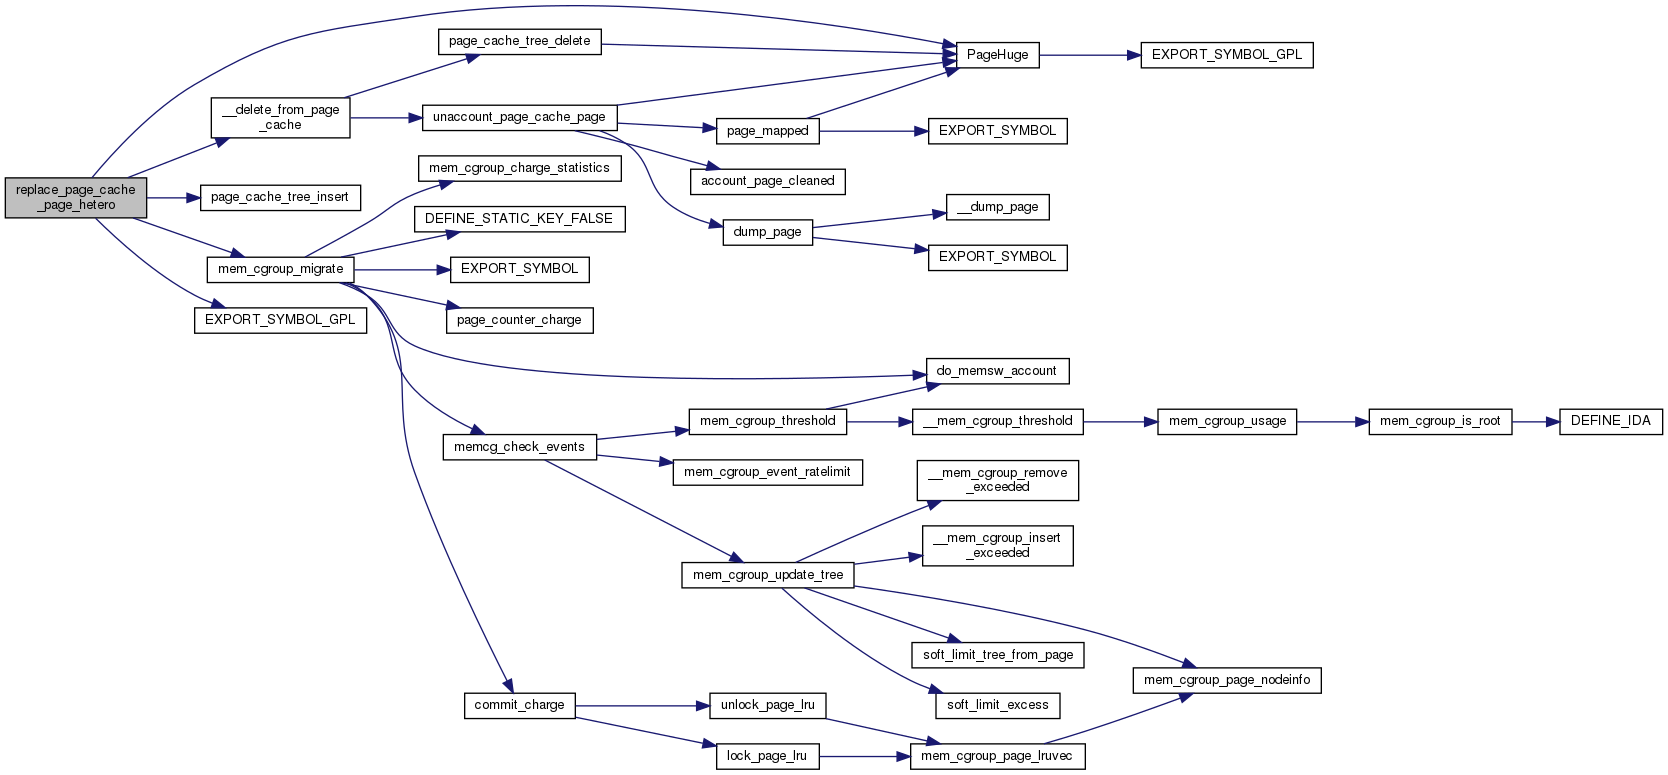 page_cache_tree_delete
PageHuge
EXPORT_SYMBOL_GPL
__delete_from_page
_cache
unaccount_page_cache_page
page_mapped
EXPORT_SYMBOL
mem_cgroup_charge_statistics
account_page_cleaned
replace_page_cache
_page_hetero
page_cache_tree_insert
DEFINE_STATIC_KEY_FALSE
__dump_page
dump_page
EXPORT_SYMBOL
mem_cgroup_migrate
EXPORT_SYMBOL
EXPORT_SYMBOL_GPL
page_counter_charge
do_memsw_account
mem_cgroup_threshold
__mem_cgroup_threshold
mem_cgroup_usage
mem_cgroup_is_root
DEFINE_IDA
memcg_check_events
mem_cgroup_event_ratelimit
__mem_cgroup_remove
_exceeded
__mem_cgroup_insert
_exceeded
mem_cgroup_update_tree
soft_limit_tree_from_page
mem_cgroup_page_nodeinfo
commit_charge
unlock_page_lru
soft_limit_excess
lock_page_lru
mem_cgroup_page_lruvec